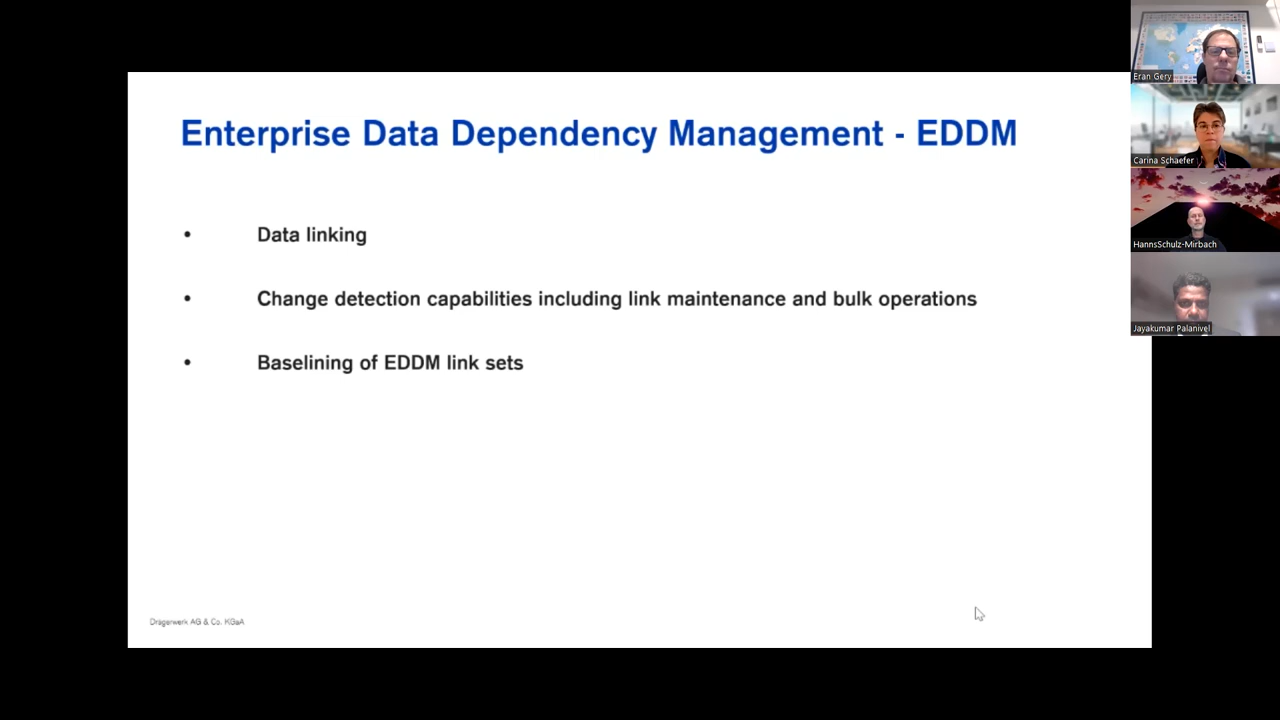 Enterprise Data Dependency Management - EDDM
• Data linking
• Change detection capabilities including link maintenance and bulk operations
• Baselining of EDDM link sets
Dragerwerk AG & Co. KGaA
Eran Gery
Carina Schaefer
HannsSchulz-Mirbach
Jayakumar Palanivel